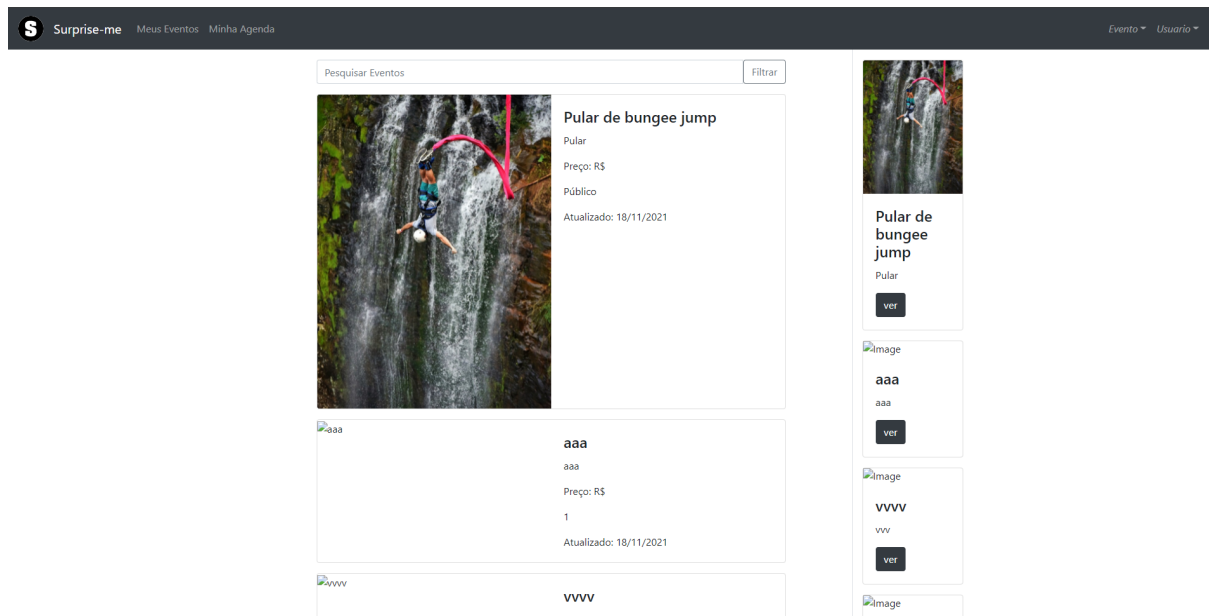 S Surprise-me Meus Eventos Minha Agenda Evento Usuario
Pesquisar Eventos Filtrar
Pular de bungee jump
Pular
Preço: R$
Público
Atualizado: 18/11/2021
aaa
aaa
aaa
Preço: R$
1
Atualizado: 18/11/2021
vvvv
vvvv
Pular de
bungee
jump
Pular
ver
Image
aaa
aaa
ver
Image
vvvv
vvv
ver
Image